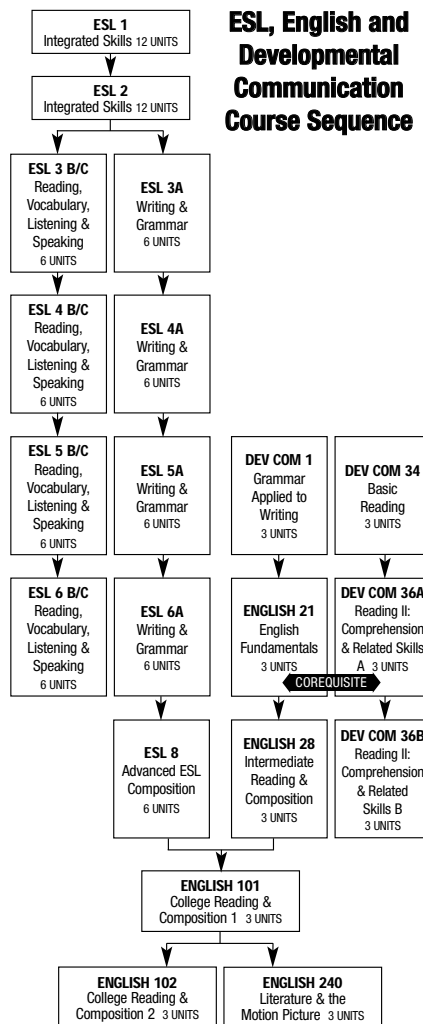 ESL, English and
Developmental
Communication
Course Sequence
ESL 1
Integrated Skills 12 UNITS
ESL 2
Integrated Skills 12 UNITS
ESL 3 B/C
Reading,
Vocabulary,
Listening &
Speaking
6 UNITS
ESL 3A
Writing &
Grammar
6 UNITS
ESL 4 B/C
Reading,
Vocabulary,
Listening &
Speaking
6 UNITS
ESL 4A
Writing &
Grammar
6 UNITS
ESL 5 B/C
Reading,
Vocabulary,
Listening &
Speaking
6 UNITS
ESL 5A
Writing &
Grammar
6 UNITS
DEV COM 1
Grammar
Applied to
Writing
3 UNITS
DEV COM 34
Basic
Reading
3 UNITS
ESL 6 B/C
Reading,
Vocabulary,
Listening &
Speaking
6 UNITS
ESL 6A
Writing &
Grammar
6 UNITS
ENGLISH 21
English
Fundamentals
3 UNITS
DEV COM 36A
Reading II:
Comprehension
& Related Skills
A 3 UNITS
COREQUISITE
ESL 8
Advanced ESL
Composition
6 UNITS
ENGLISH 28
Intermediate
Reading &
Composition
3 UNITS
DEV COM 36B
Reading II:
Comprehension
& Related
Skills B
3 UNITS
ENGLISH 101
College Reading &
Composition 1 3 UNITS
ENGLISH 102
College Reading &
Composition 2 3 UNITS
ENGLISH 240
Literature & the
Motion Picture 3 UNITS